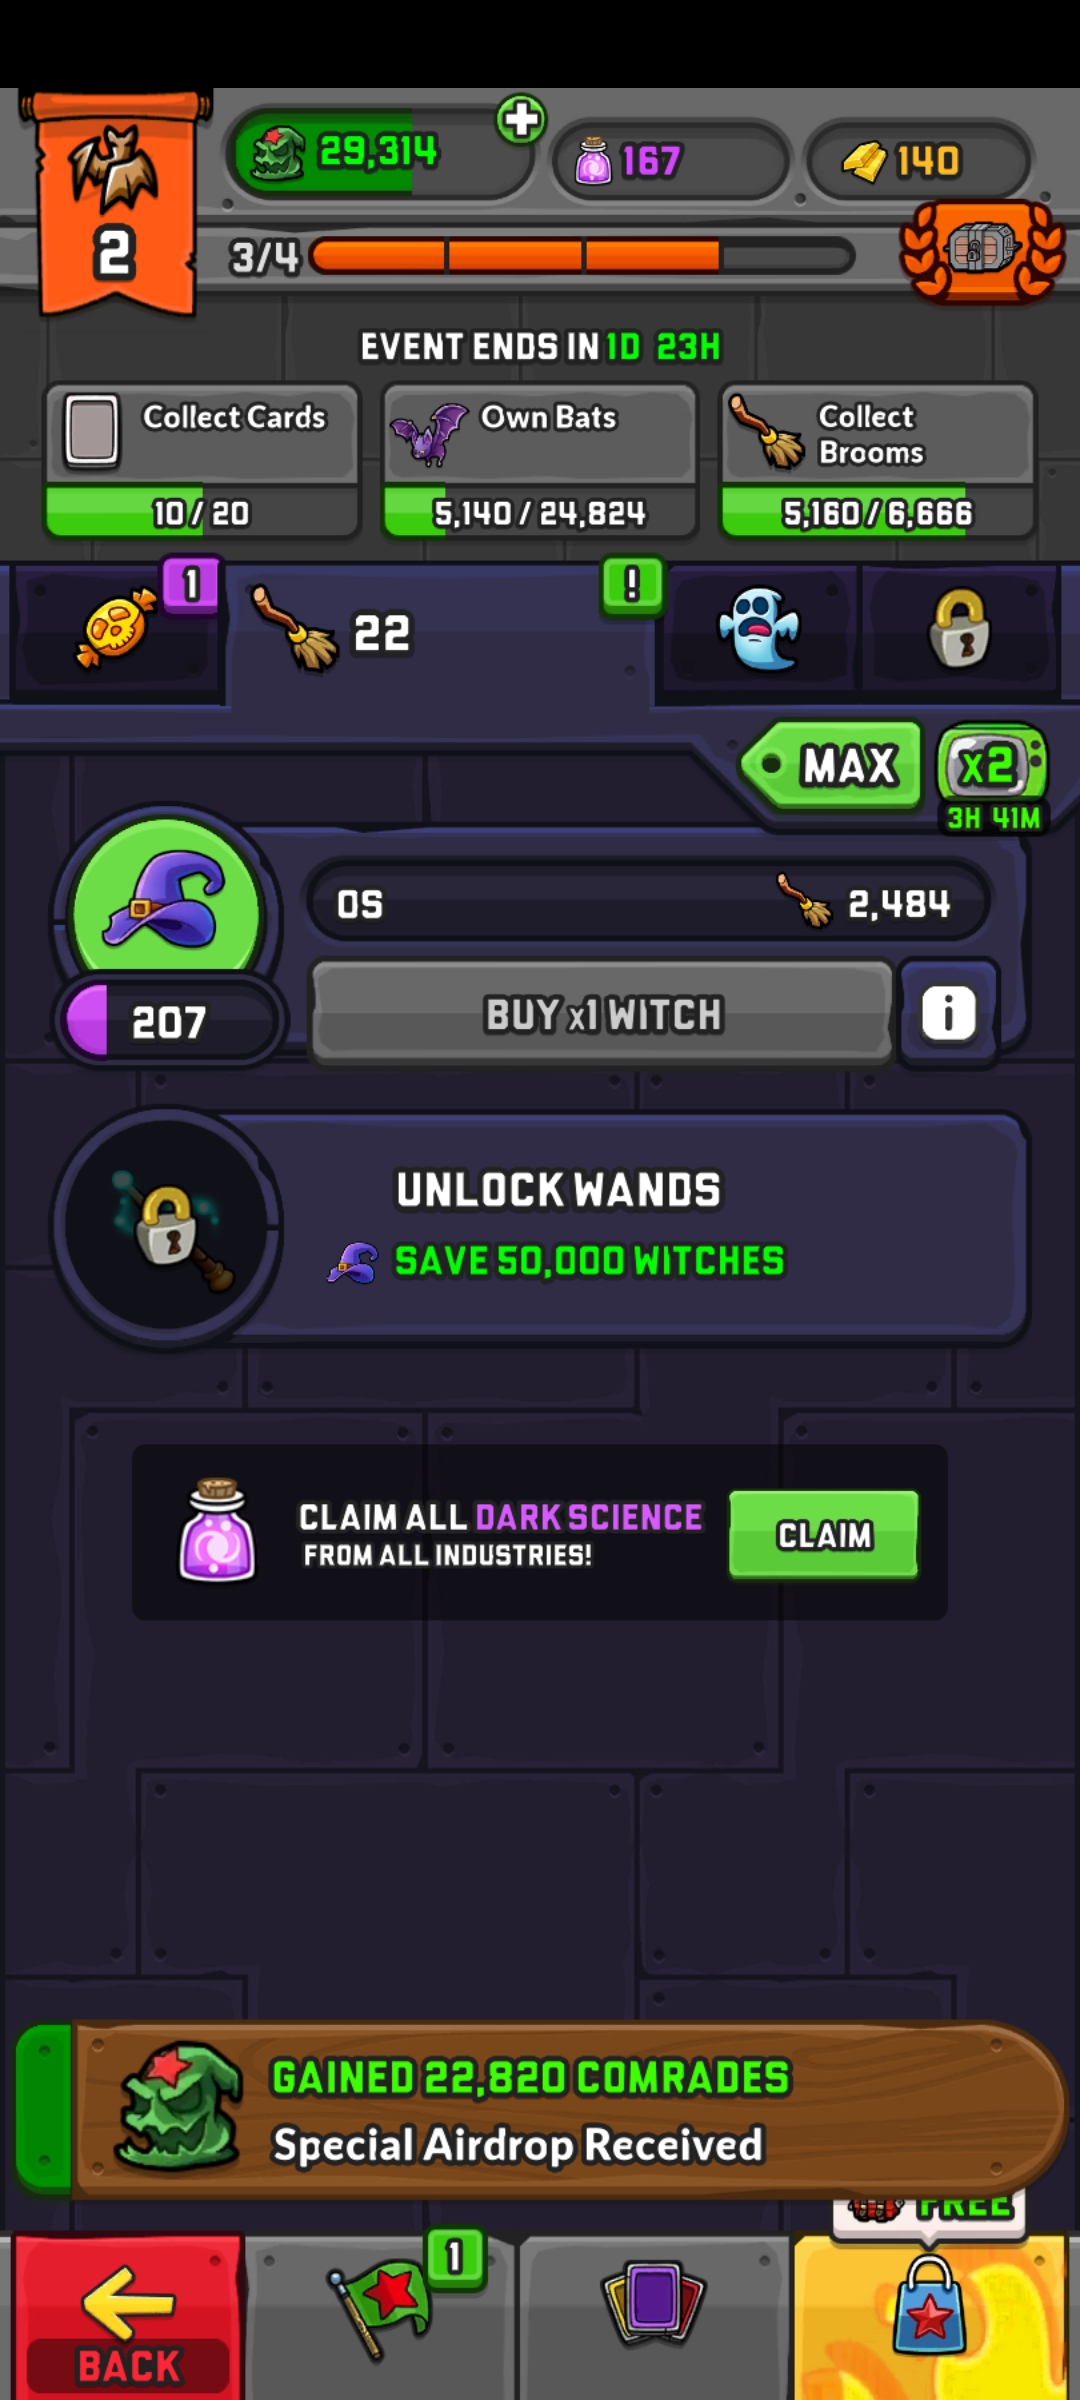 29,314
167
140
2
3/4
EVENT ENDS IN 1D 23H
Collect Cards
10/20
Own Bats
5,140/24,824
Collect
Brooms
5,160/6,666
1
22
!
MAX
x2
3H 41M
0S
2,484
207
BUY x1 WITCH
i
UNLOCK WANDS
SAVE 50,000 WITCHES
CLAIM ALL DARK SCIENCE
FROM ALL INDUSTRIES!
CLAIM
GAINED 22,820 COMRADES
Special Airdrop Received
FREE
1
BACK